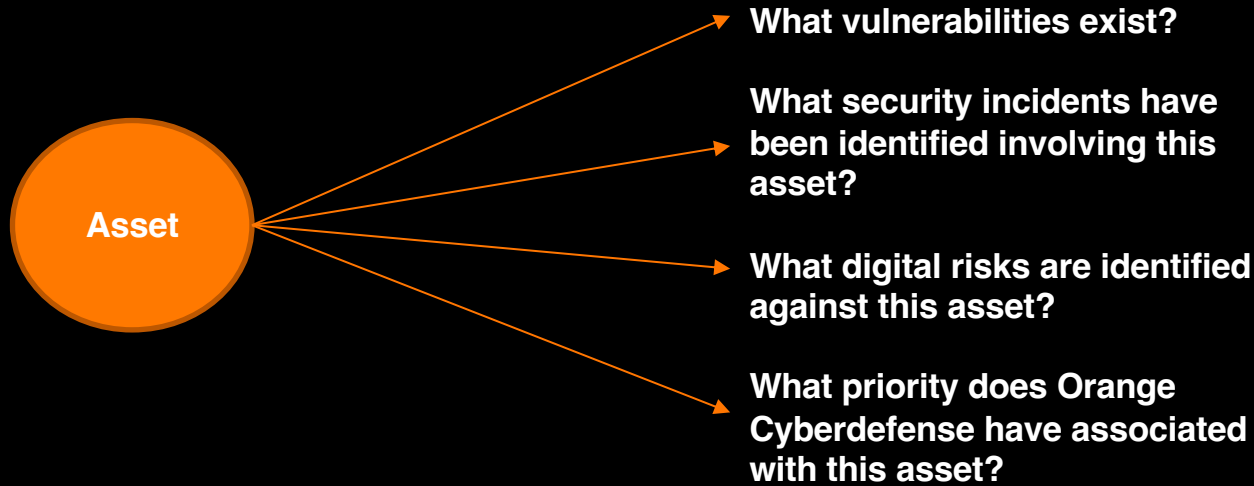 What vulnerabilities exist?
What security incidents have
been identified involving this
asset?
Asset
What digital risks are identified
against this asset?
What priority does Orange
Cyberdefense have associated
with this asset?